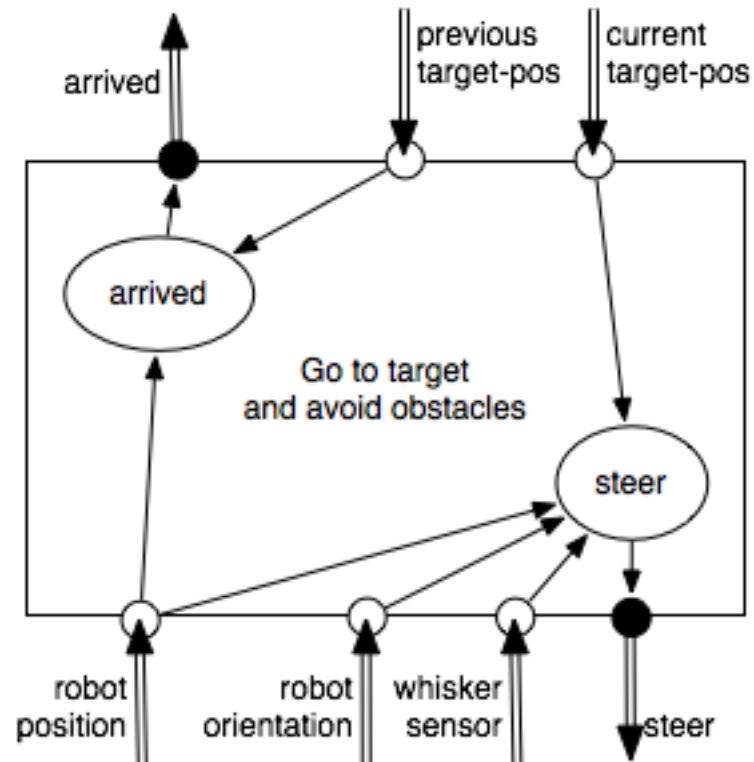 arrived
previous
target-pos
current
target-pos
arrived
Go to target
and avoid obstacles
steer
robot
position
robot
orientation
whisker
sensor
steer